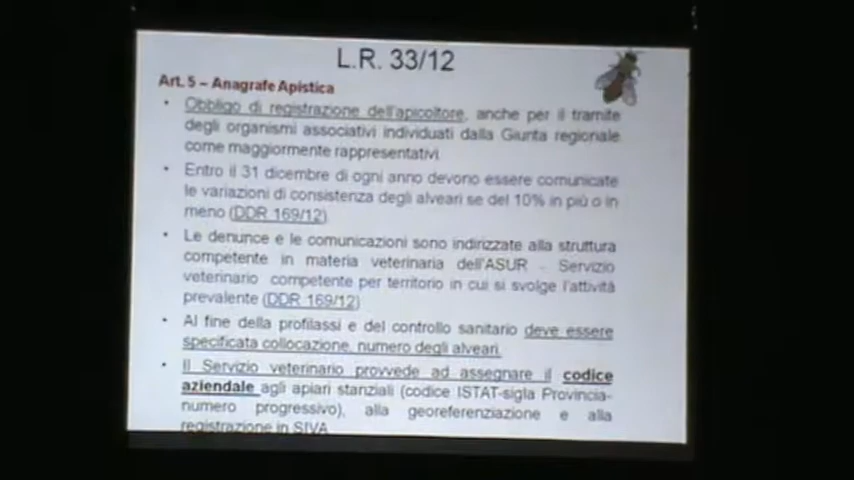 L.R. 33/12
Art. 5 – Anagrafe Apistica
• Obbligo di registrazione dell'apicoltore, anche per il tramite
degli organismi associativi individuati dalla Giunta regionale
come maggiormente rappresentativi.
• Entro il 31 dicembre di ogni anno devono essere comunicate
le variazioni di consistenza degli alveari se del 10% in più o in
meno (DDR 169/12)
• Le denunce e le comunicazioni sono indirizzate alla struttura
competente in materia veterinaria dell'ASUR - Servizio
veterinario competente per territorio in cui si svolge l'attività
prevalente (DDR 169/12)
• Al fine della profilassi e del controllo sanitario deve essere
specificata collocazione, numero degli alveari.
• Il Servizio veterinario provvede ad assegnare il codice
aziendale agli apiari stanziali (codice ISTAT-sigla Provincia-
numero progressivo), alla georeferenziazione e alla
registrazione in SIVA